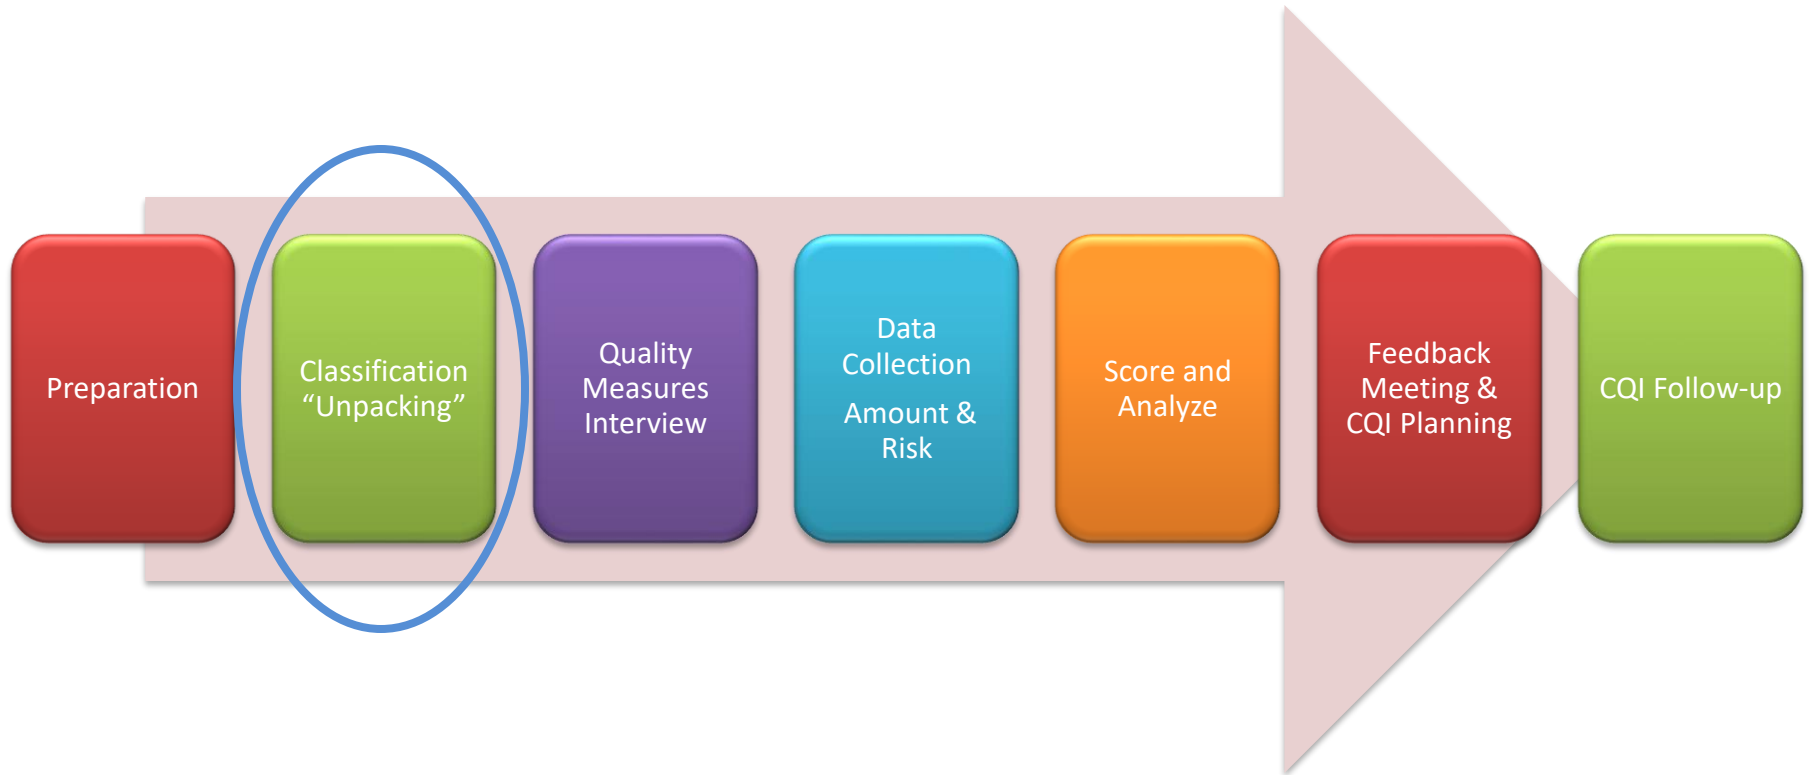 Preparation
Classification
“Unpacking”
Quality
Measures
Interview
Data
Collection
Amount &
Risk
Score and
Analyze
Feedback
Meeting &
CQI Planning
CQI Follow-up